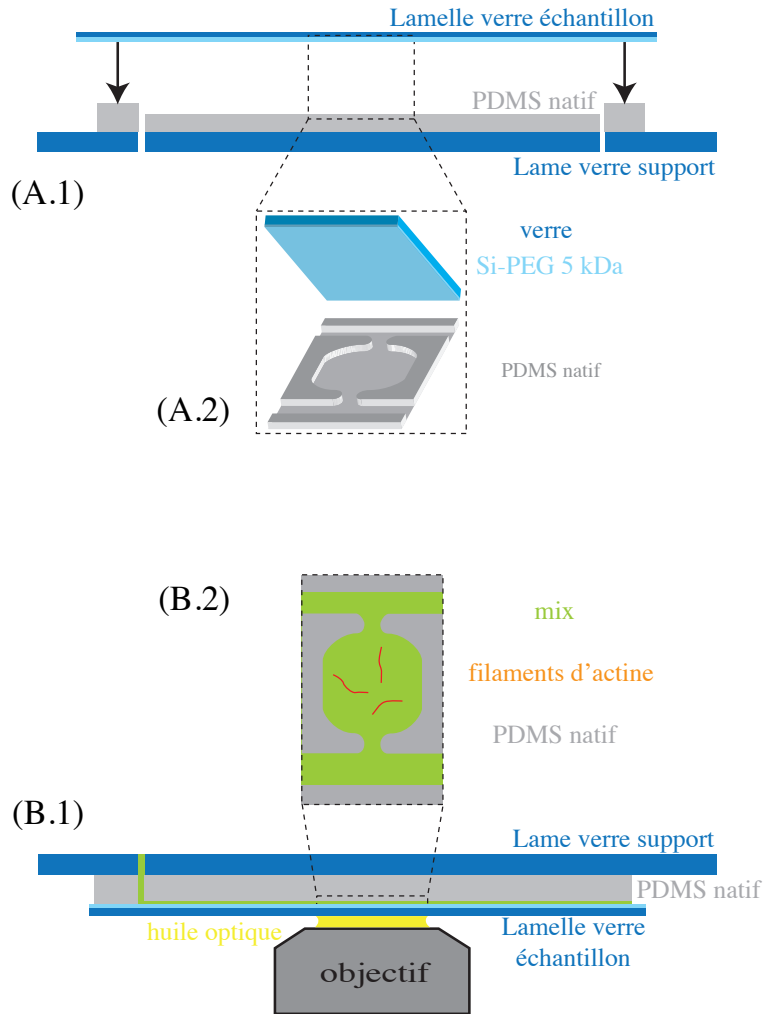 Lamelle verre échantillon
PDMS natif
Lame verre support
(A.1)
verre
Si-PEG 5 kDa
PDMS natif
(A.2)
(B.2)
mix
filaments d'actine
PDMS natif
(B.1)
Lame verre support
PDMS natif
huile optique
Lamelle verre
échantillon
objectif